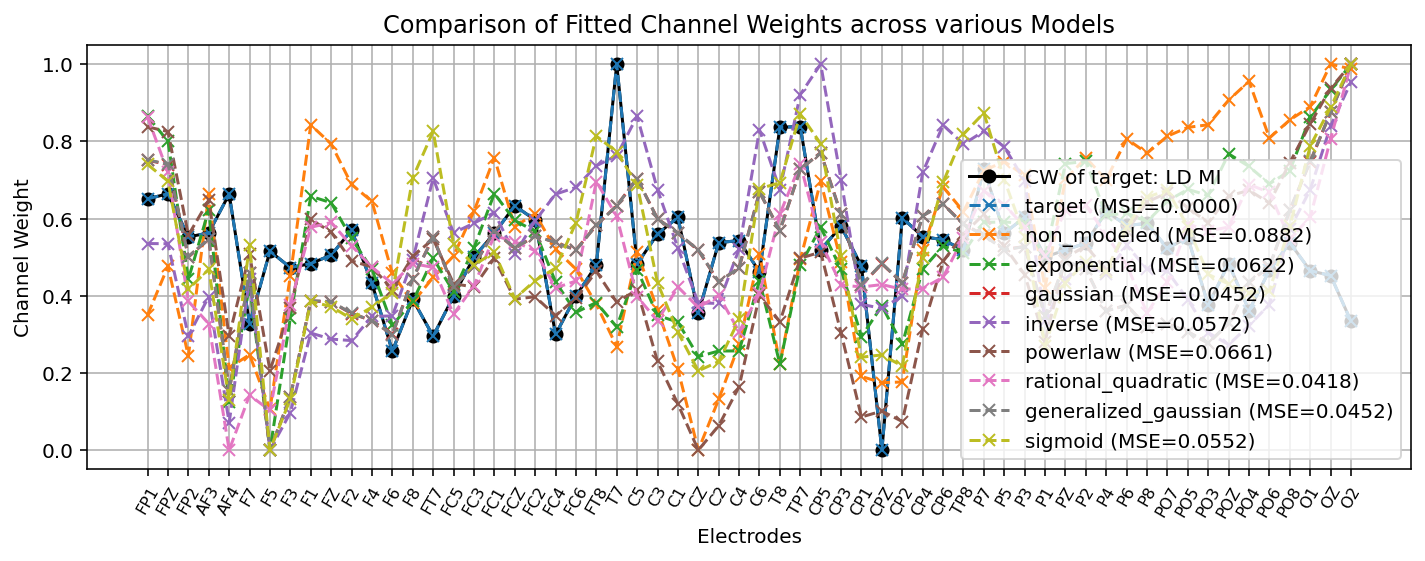 Comparison of Fitted Channel Weights across various Models
Channel Weight
1.0
0.8
0.6
0.4
0.2
0.0
CW of target: LD MI
target (MSE=0.0000)
non_modeled (MSE=0.0882)
exponential (MSE=0.0622)
gaussian (MSE=0.0452)
inverse (MSE=0.0572)
powerlaw (MSE=0.0661)
rational_quadratic (MSE=0.0418)
generalized_gaussian (MSE=0.0452)
sigmoid (MSE=0.0552)
FP1 FPZ FP2 AF3 AF4 F7 F5 F3 F1 FZ F2 F4 F6 F8 FT7 FC5 FC3 FC1 FCZ FC2 FC4 FC6 FT8 T7 C5 C3 C1 CZ C2 C4 C6 T8 TP7 CP5 CP3 CP1 CPZ CP2 CP4 CP6 TP8 P7 P5 P3 P1 PZ P2 P4 P6 P8 PO7 PO5 PO3 POZ PO4 PO6 PO8 O1 OZ O2
Electrodes